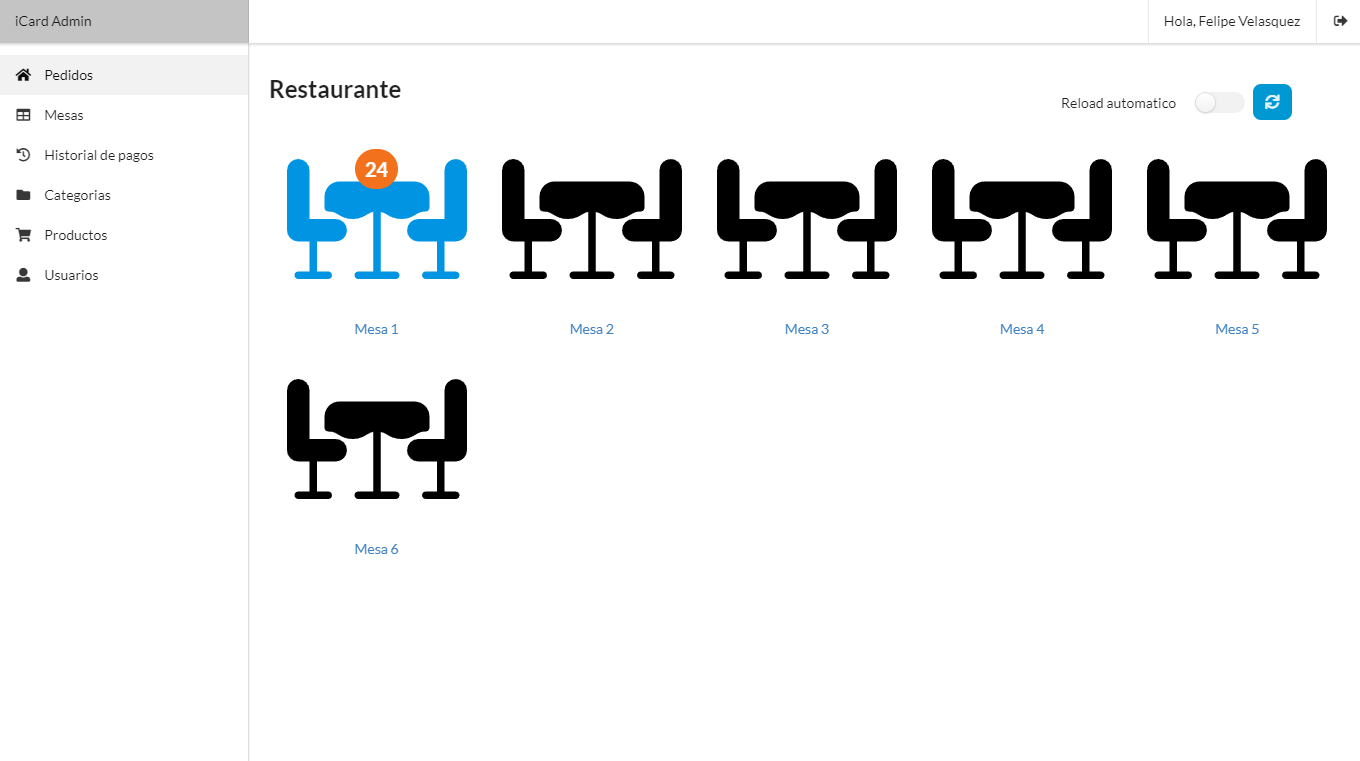 iCard Admin
Hola, Felipe Velasquez
Pedidos
Mesas
Historial de pagos
Categorias
Productos
Usuarios
Restaurante
Reload automatico
24
Mesa 1
Mesa 2
Mesa 3
Mesa 4
Mesa 5
Mesa 6